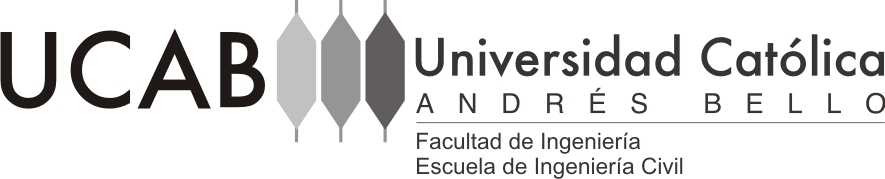 UCAB
Universidad Católica
ANDRÉS BELLO
Facultad de Ingeniería
Escuela de Ingeniería Civil